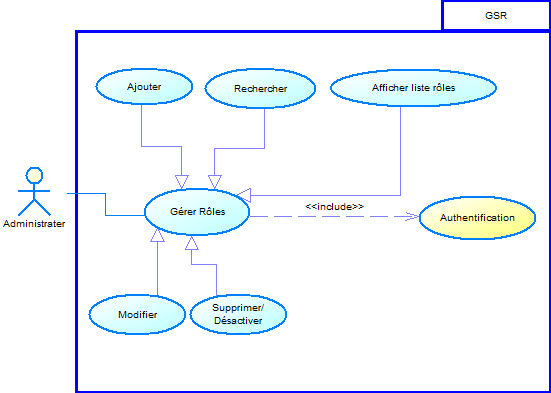 GSR
Ajouter
Rechercher
Afficher liste rôles
Administrater
Gérer Rôles
<<include>>
Authentification
Modifier
Supprimer/
Désactiver